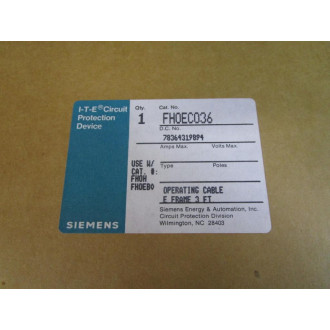 I-T-E® Circuit
Protection
Device
SIEMENS
Qty.
1
Cat. No.
FHOEC036
D.C. No.
78364319894
Amps Max.
Volts Max.
Type
Poles
USE W/
CAT. #:
FHOH
FHOEBO
OPERATING CABLE
E FRAME 3 FT
Siemens Energy & Automation, Inc.
Circuit Protection Division
Wilmington, NC 28403